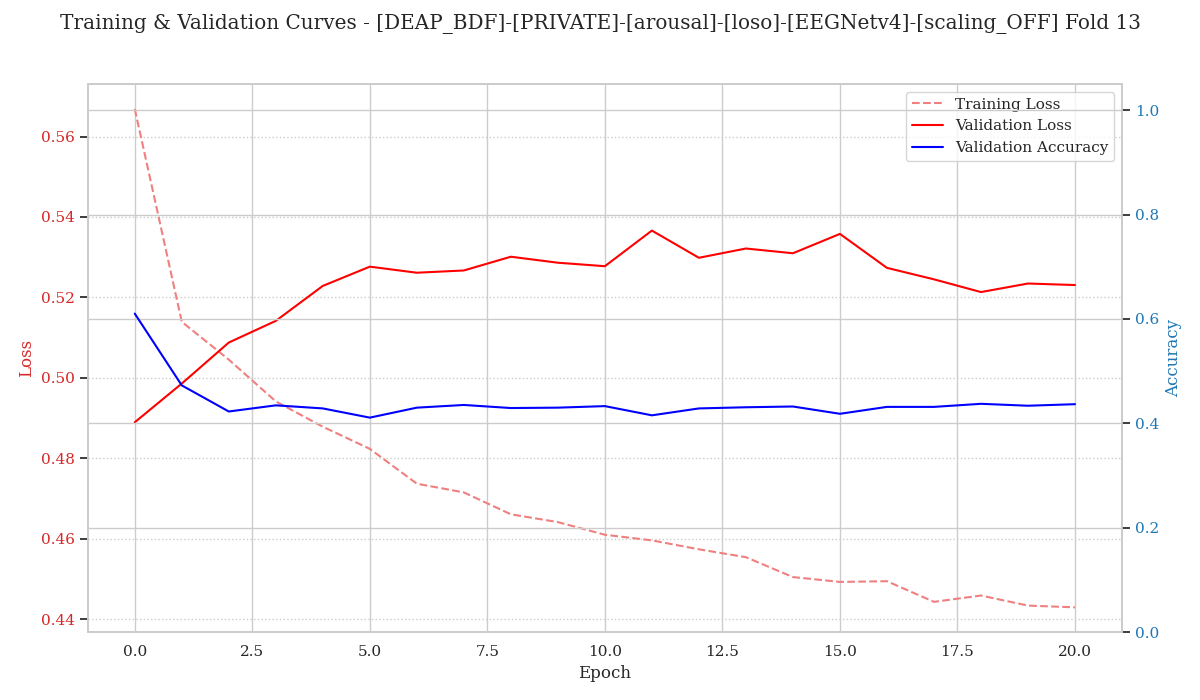 Training & Validation Curves - [DEAP_BDF]-[PRIVATE]-[arousal]-[loso]-[EEGNetv4]-[scaling_OFF] Fold 13
Training Loss
Validation Loss
Validation Accuracy
Loss
0.56
0.54
0.52
0.50
0.48
0.46
0.44
1.0
0.8
0.6
0.4
0.2
0.0
Accuracy
0.0 2.5 5.0 7.5 10.0 12.5 15.0 17.5 20.0
Epoch